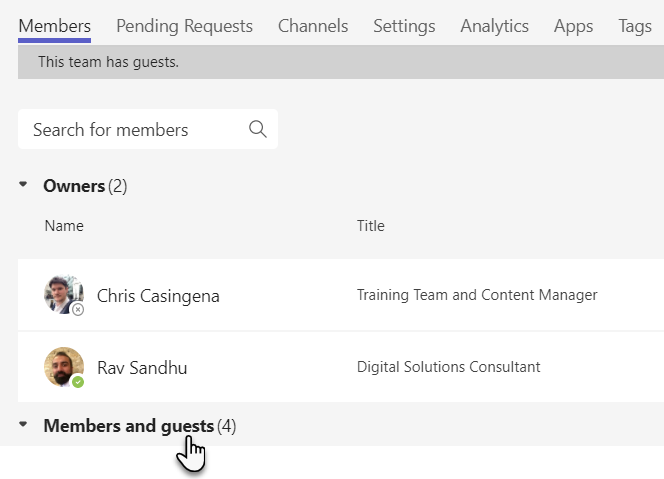 Members Pending Requests Channels Settings Analytics Apps Tags
This team has guests.
Search for members
Owners (2)
Name Title
Chris Casingena Training Team and Content Manager
Rav Sandhu Digital Solutions Consultant
Members and guests (4)